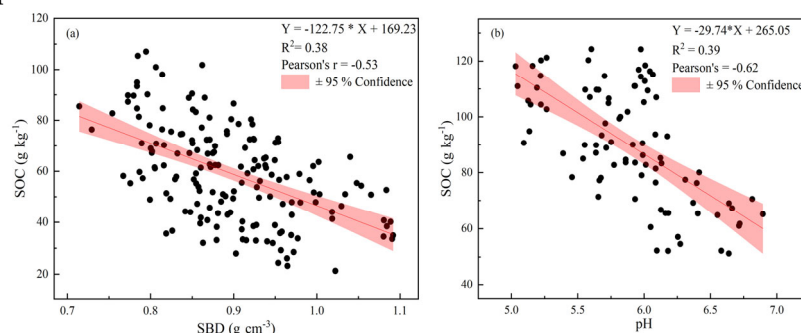 (a)
Y = -122.75 * X + 169.23
R²= 0.38
Pearson's r = -0.53
± 95 % Confidence
120
100
80
60
40
20
SOC (g kg⁻¹)
0.7 0.8 0.9 1.0 1.1
SBD (g cm⁻³)
(b)
Y = -29.74*X + 265.05
R² = 0.39
Pearson's = -0.62
± 95 % Confidence
140
120
100
80
60
40
SOC (g kg⁻¹)
5.0 5.5 6.0 6.5 7.0
pH